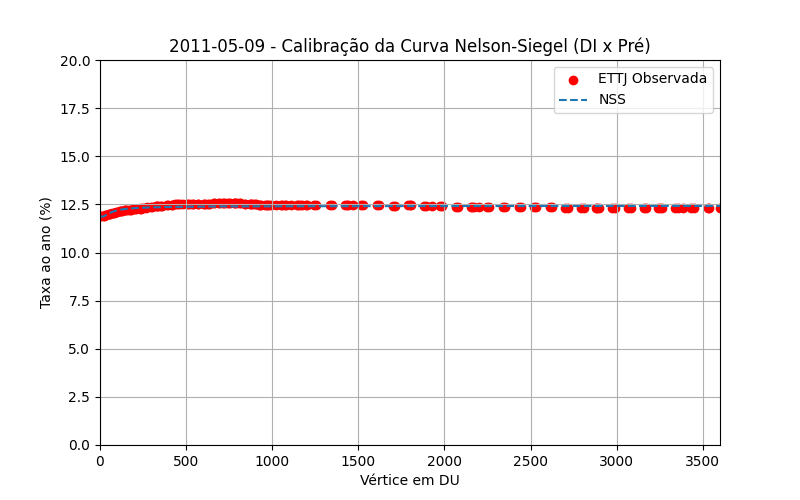 2011-05-09 - Calibração da Curva Nelson-Siegel (DI x Pré)
ETTJ Observada
NSS
Taxa ao ano (%)
20.0
17.5
15.0
12.5
10.0
7.5
5.0
2.5
0.0
0 500 1000 1500 2000 2500 3000 3500
Vértice em DU